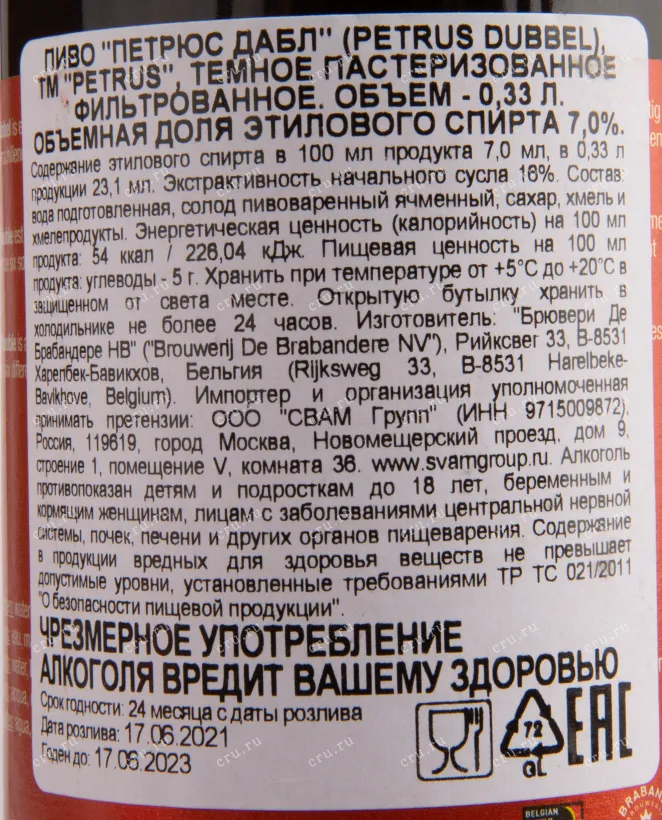 ПИВО "ПЕТРЮС ДАБЛ" (PETRUS DUBBEL),
ТМ "PETRUS", ТЕМНОЕ ПАСТЕРИЗОВАННОЕ
ФИЛЬТРОВАННОЕ. ОБЪЕМ - 0,33 Л.
ОБЪЕМНАЯ ДОЛЯ ЭТИЛОВОГО СПИРТА 7,0%.
Содержание этилового спирта в 100 мл продукта 7,0 мл, в 0,33 л
продукции 23,1 мл. Экстрактивность начального сусла 16%. Состав:
вода подготовленная, солод пивоваренный ячменный, сахар, хмель и
хмелепродукты. Энергетическая ценность (калорийность) на 100 мл
продукта: 54 ккал / 226,04 кДж. Пищевая ценность на 100 мл
продукта: углеводы - 5 г. Хранить при температуре от +5°C до +20°C в
защищенном от света месте. Открытую бутылку хранить в
холодильнике не более 24 часов. Изготовитель: "Брювери Де
Брабандере НВ" ("Brouwerij De Brabandere NV"), Рийксвег 33, B-8531
Харелбек-Бавикхов, Бельгия (Rijksweg 33, B-8531 Harelbeke-
Bavikhove, Belgium). Импортер и организация уполномоченная
принимать претензии: ООО "СВАМ Групп" (ИНН 9715009872),
Россия, 119619, город Москва, Новомещерский проезд, дом 9,
строение 1, помещение V, комната 36. www.svamgroup.ru. Алкоголь
противопоказан детям и подросткам до 18 лет, беременным и
кормящим женщинам, лицам с заболеваниями центральной нервной
системы, почек, печени и других органов пищеварения. Содержание
в продукции вредных для здоровья веществ не превышает
допустимые уровни, установленные требованиями ТР ТС 021/2011
"О безопасности пищевой продукции".
ЧРЕЗМЕРНОЕ УПОТРЕБЛЕНИЕ
АЛКОГОЛЯ ВРЕДИТ ВАШЕМУ ЗДОРОВЬЮ
Срок годности: 24 месяца с даты розлива
Дата розлива: 17.06.2021
Годен до: 17.06.2023
72
GL
EAC
BELGIAN
cru.ru